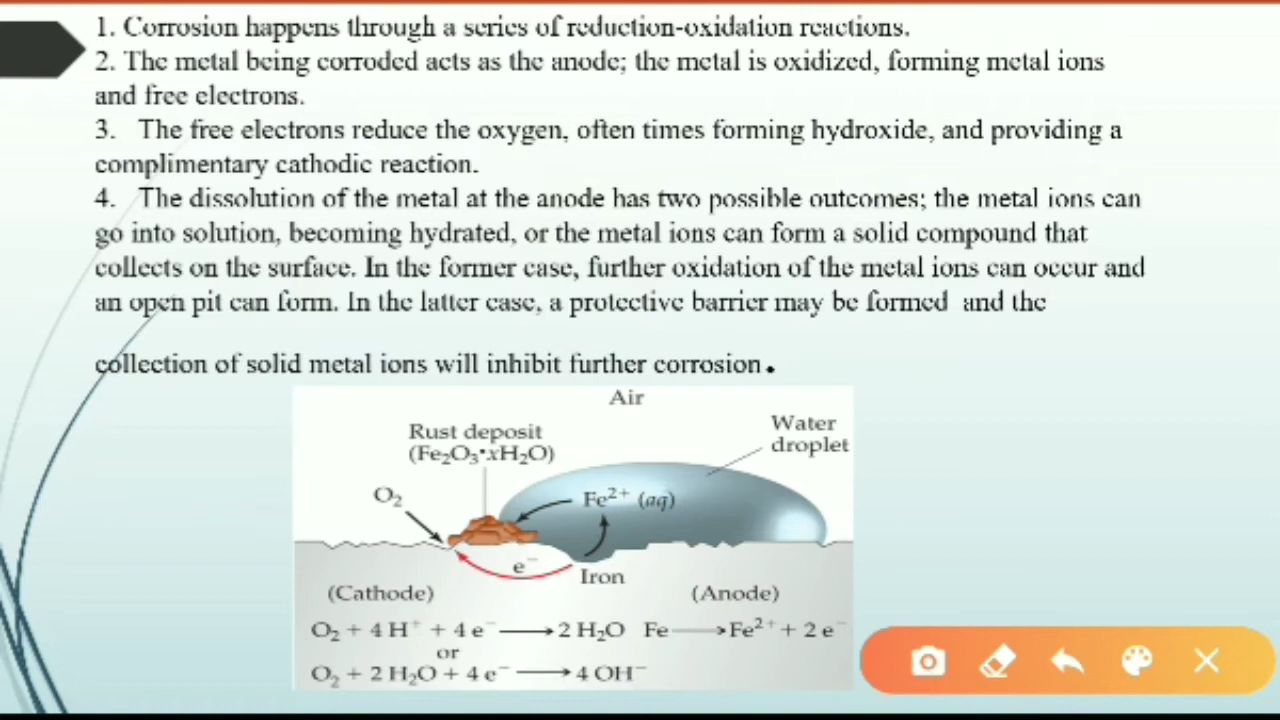 1. Corrosion happens through a series of reduction-oxidation reactions.
2. The metal being corroded acts as the anode; the metal is oxidized, forming metal ions
and free electrons.
3. The free electrons reduce the oxygen, often times forming hydroxide, and providing a
complimentary cathodic reaction.
4. The dissolution of the metal at the anode has two possible outcomes; the metal ions can
go into solution, becoming hydrated, or the metal ions can form a solid compound that
collects on the surface. In the former case, further oxidation of the metal ions can occur and
an open pit can form. In the latter case, a protective barrier may be formed and the
collection of solid metal ions will inhibit further corrosion.
Air
Water
droplet
Rust deposit
(Fe₂O₃•xH₂O)
O₂
Fe²⁺ (aq)
e⁻
Iron
(Cathode)
(Anode)
O₂ + 4 H⁺ + 4 e⁻ → 2 H₂O
Fe → Fe²⁺ + 2 e⁻
or
O₂ + 2 H₂O + 4 e⁻ → 4 OH⁻